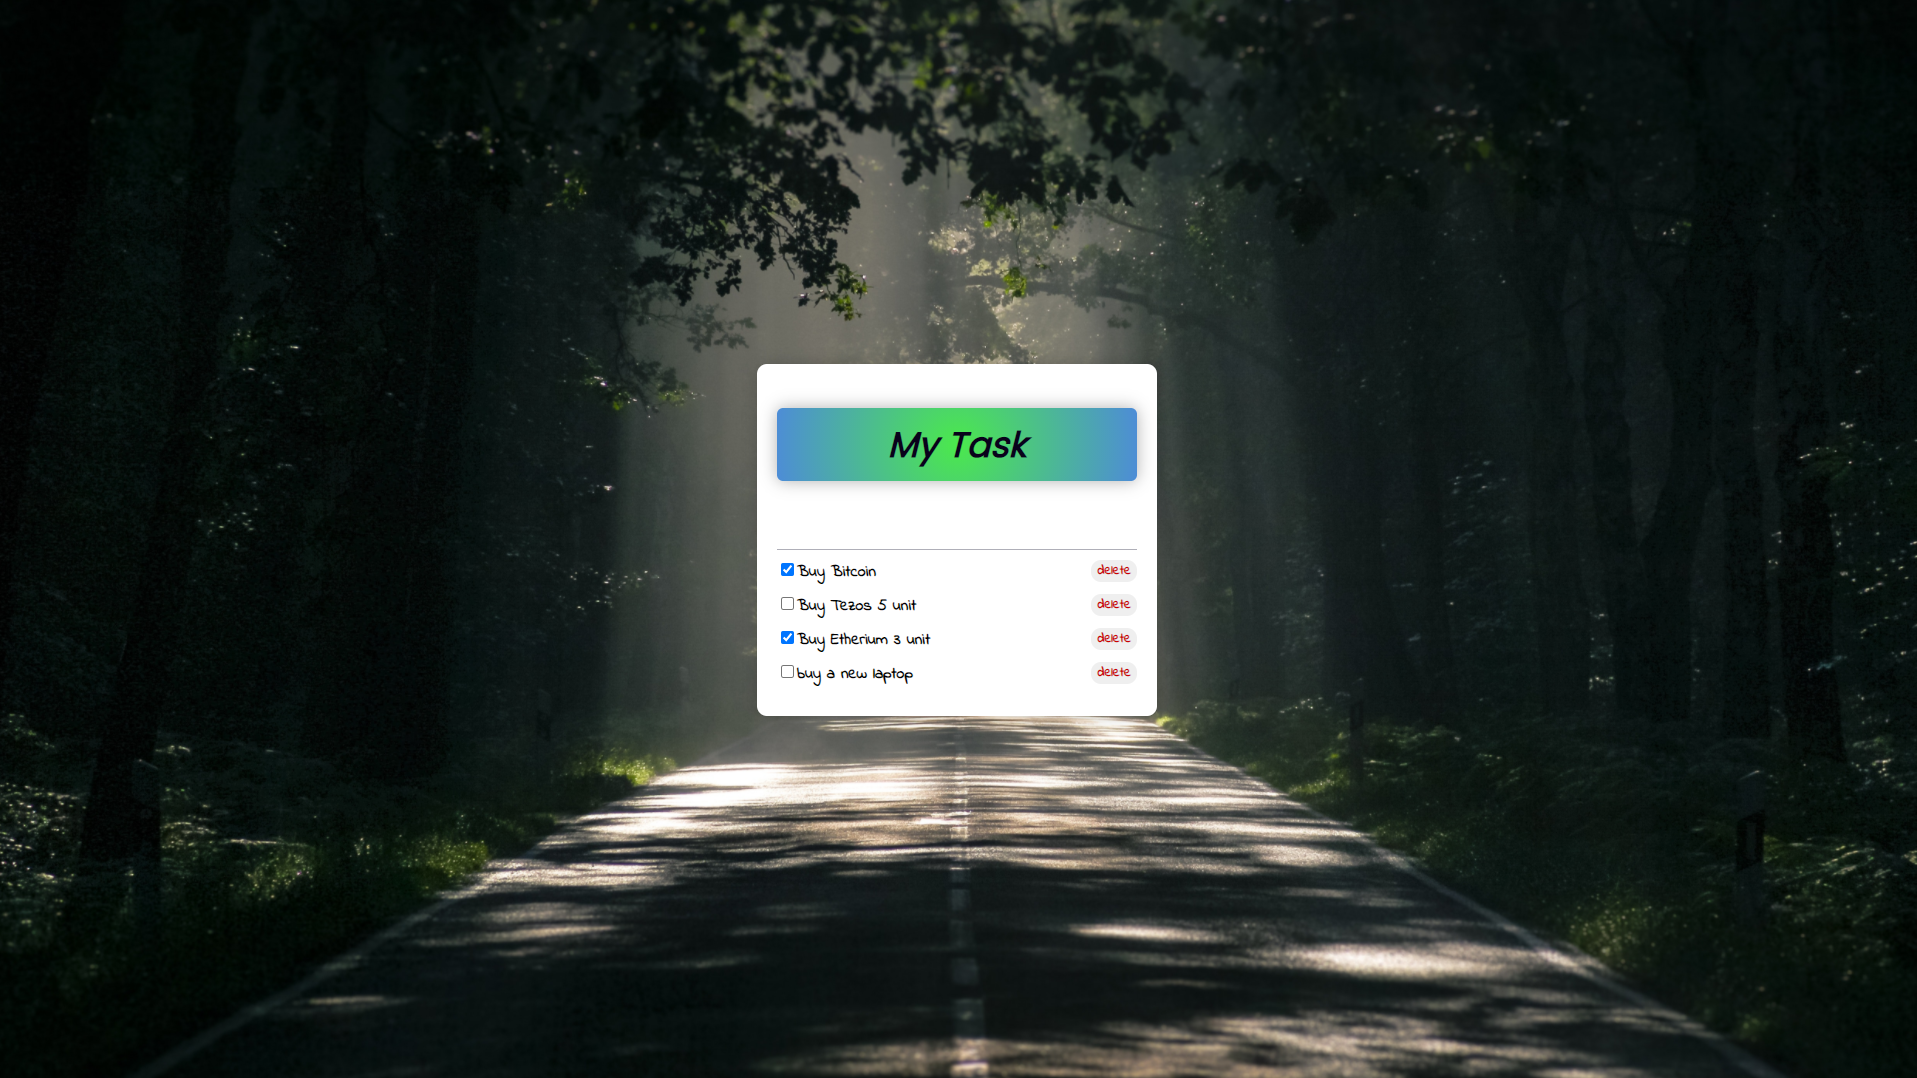 My Task
Buy Bitcoin delete
Buy Tezos 5 unit delete
Buy Etherium 3 unit delete
buy a new laptop delete